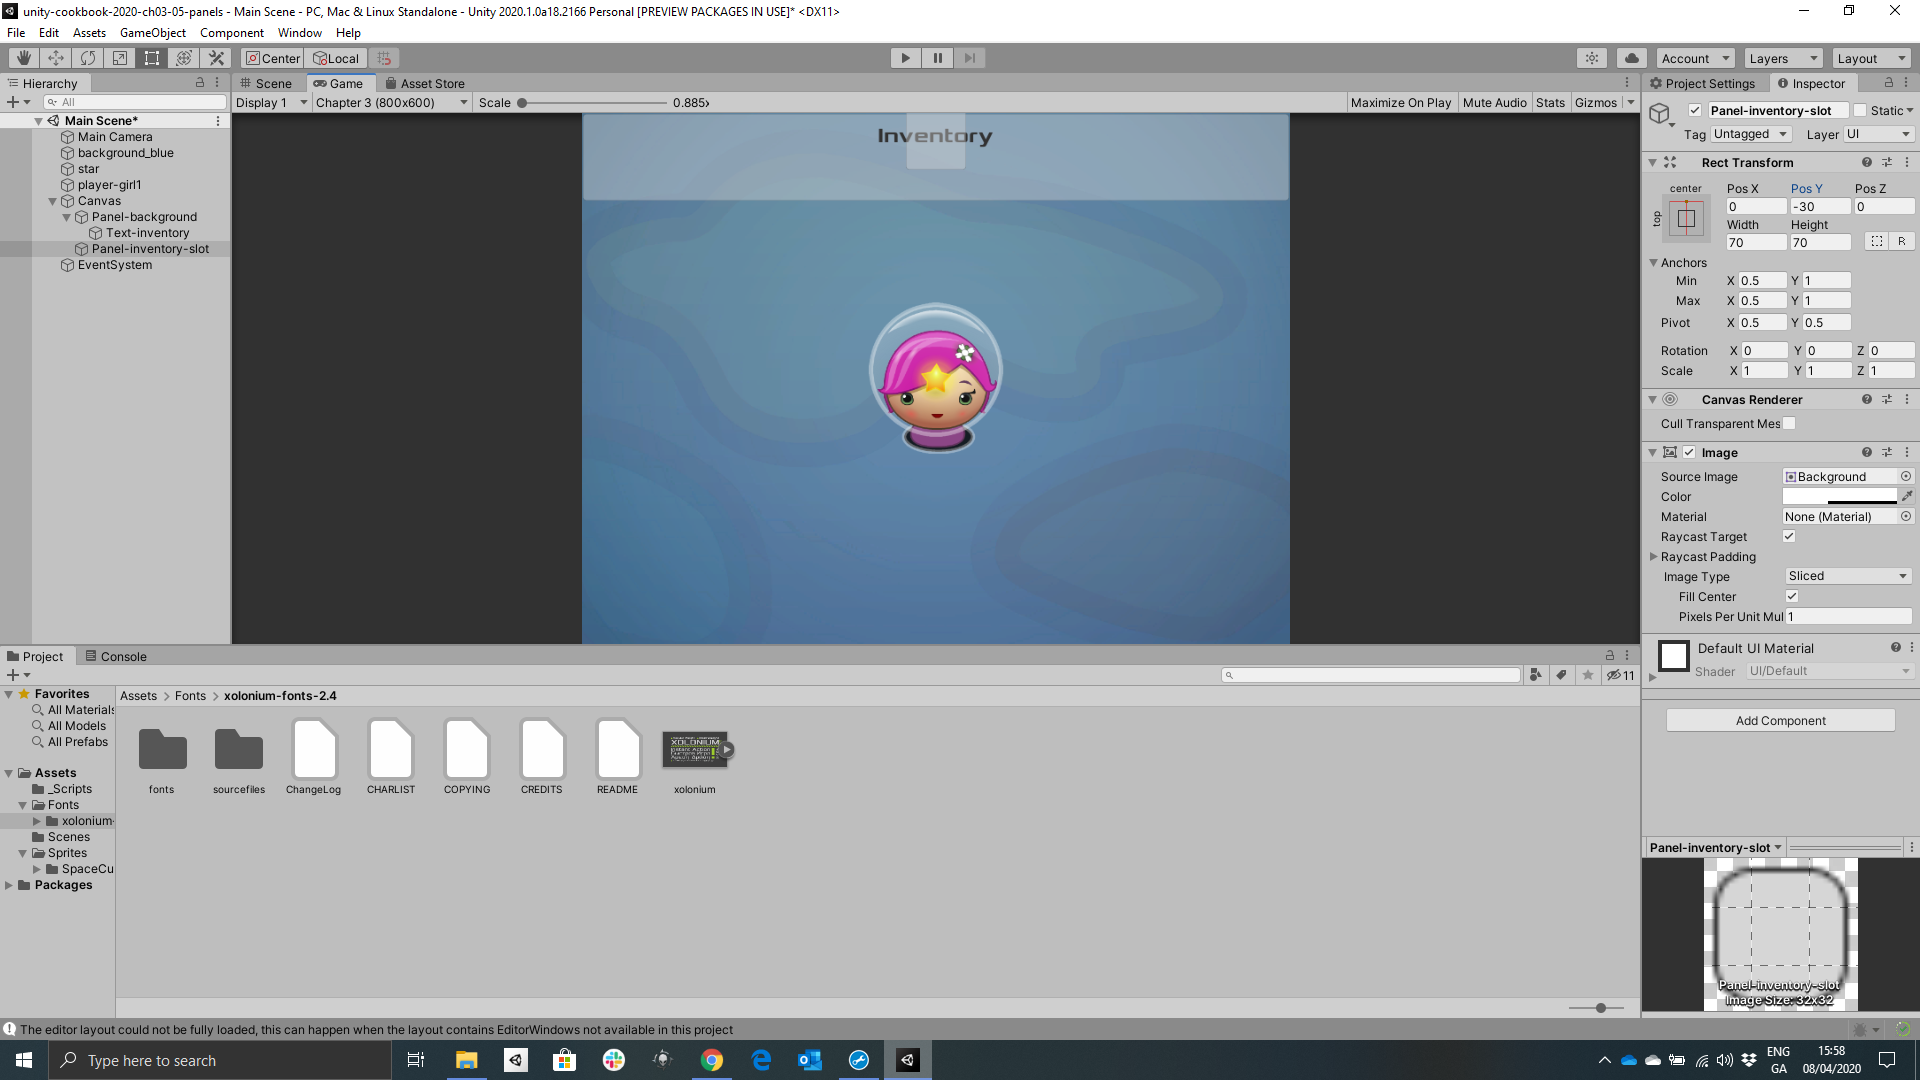 unity-cookbook-2020-ch03-05-panels - Main Scene - PC, Mac & Linux Standalone - Unity 2020.1.0a18.2166 Personal [PREVIEW PACKAGES IN USE]* <DX11>
File Edit Assets GameObject Component Window Help
Center Local Account Layers Layout
Hierarchy Scene Game Asset Store Project Settings Inspector
All Display 1 Chapter 3 (800x600) Scale 0.885› Maximize On Play Mute Audio Stats Gizmos
Panel-inventory-slot Static
Tag Untagged Layer UI
Main Scene*
Main Camera
background_blue
star
player-girl1
Canvas
Panel-background
Text-inventory
Panel-inventory-slot
EventSystem
Inventory
Rect Transform
center Pos X Pos Y Pos Z
top 0 -30 0
Width Height
70 70 R
Anchors
Min X 0.5 Y 1
Max X 0.5 Y 1
Pivot X 0.5 Y 0.5
Rotation X 0 Y 0 Z 0
Scale X 1 Y 1 Z 1
Canvas Renderer
Cull Transparent Mes
Image
Source Image Background
Color
Material None (Material)
Raycast Target
Raycast Padding
Image Type Sliced
Fill Center
Pixels Per Unit Mul 1
Default UI Material
Shader UI/Default
Add Component
Project Console
11
Favorites
All Materials
All Models
All Prefabs
Assets
_Scripts
Fonts
xolonium-
Scenes
Sprites
SpaceCu
Packages
Assets > Fonts > xolonium-fonts-2.4
XOLONIUM
fonts sourcefiles ChangeLog CHARLIST COPYING CREDITS README xolonium
Panel-inventory-slot
Panel-inventory-slot
Image Size: 32x32
The editor layout could not be fully loaded, this can happen when the layout contains EditorWindows not available in this project
Type here to search
ENG
GA
15:58
08/04/2020